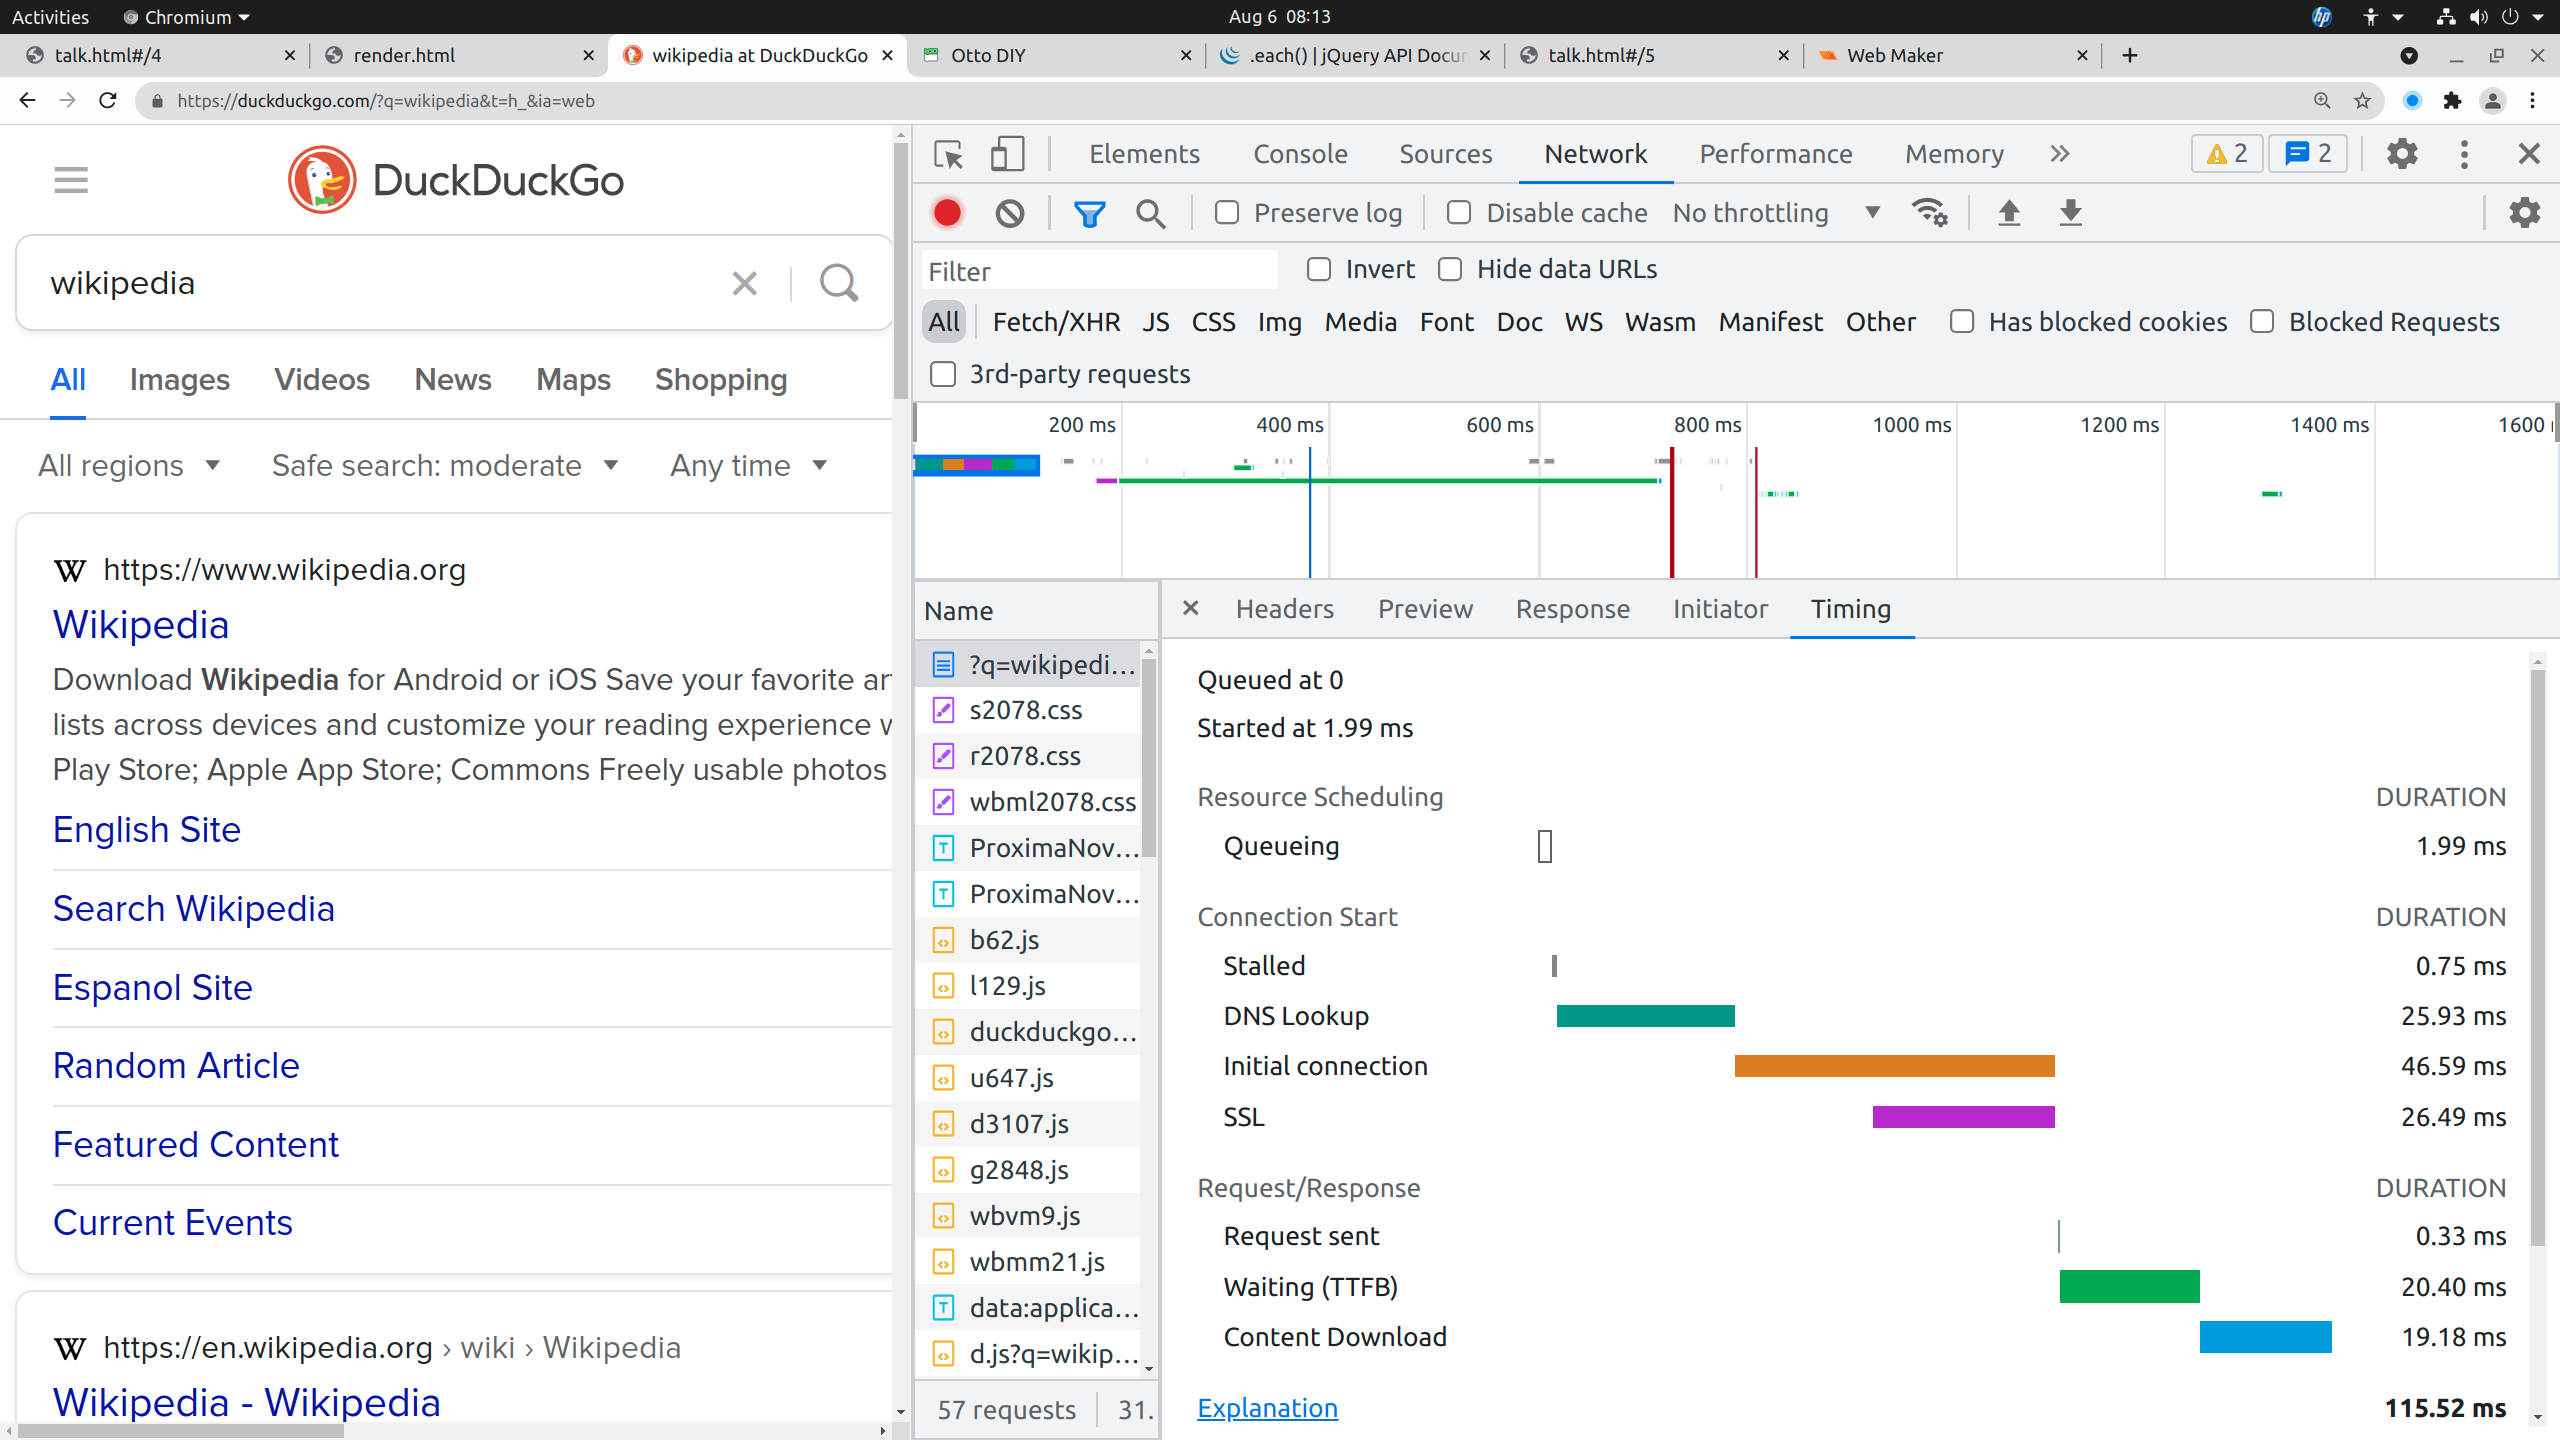 Activities Chromium Aug 6 08:13
talk.html#/4 render.html wikipedia at DuckDuckGo Otto DIY .each() | jQuery API Docum talk.html#/5 Web Maker
https://duckduckgo.com/?q=wikipedia&t=h_&ia=web
DuckDuckGo
wikipedia
All Images Videos News Maps Shopping
All regions Safe search: moderate Any time
W https://www.wikipedia.org
Wikipedia
Download Wikipedia for Android or iOS Save your favorite ar
lists across devices and customize your reading experience w
Play Store; Apple App Store; Commons Freely usable photos
English Site
Search Wikipedia
Espanol Site
Random Article
Featured Content
Current Events
W https://en.wikipedia.org › wiki › Wikipedia
Wikipedia - Wikipedia
Elements Console Sources Network Performance Memory 2 2
Preserve log Disable cache No throttling
Filter Invert Hide data URLs
All Fetch/XHR JS CSS Img Media Font Doc WS Wasm Manifest Other Has blocked cookies Blocked Requests
3rd-party requests
200 ms 400 ms 600 ms 800 ms 1000 ms 1200 ms 1400 ms 1600
Name
?q=wikipedi...
s2078.css
r2078.css
wbml2078.css
ProximaNov...
ProximaNov...
b62.js
l129.js
duckduckgo...
u647.js
d3107.js
g2848.js
wbvm9.js
wbmm21.js
data:applica...
d.js?q=wikip...
57 requests 31.
Headers Preview Response Initiator Timing
Queued at 0
Started at 1.99 ms
Resource Scheduling DURATION
Queueing 1.99 ms
Connection Start DURATION
Stalled 0.75 ms
DNS Lookup 25.93 ms
Initial connection 46.59 ms
SSL 26.49 ms
Request/Response DURATION
Request sent 0.33 ms
Waiting (TTFB) 20.40 ms
Content Download 19.18 ms
Explanation 115.52 ms